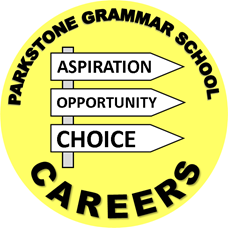 PARKSTONE GRAMMAR SCHOOL
ASPIRATION
OPPORTUNITY
CHOICE
CAREERS